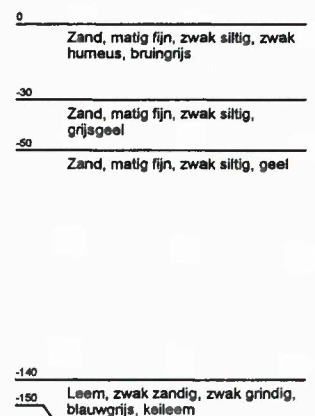 0
Zand, matig fijn, zwak siltig, zwak
humeus, bruingrijs
-30
Zand, matig fijn, zwak siltig,
grijsgeel
-50
Zand, matig fijn, zwak siltig, geel
-140
Leem, zwak zandig, zwak grindig,
-150
blauwgrijs, keileem